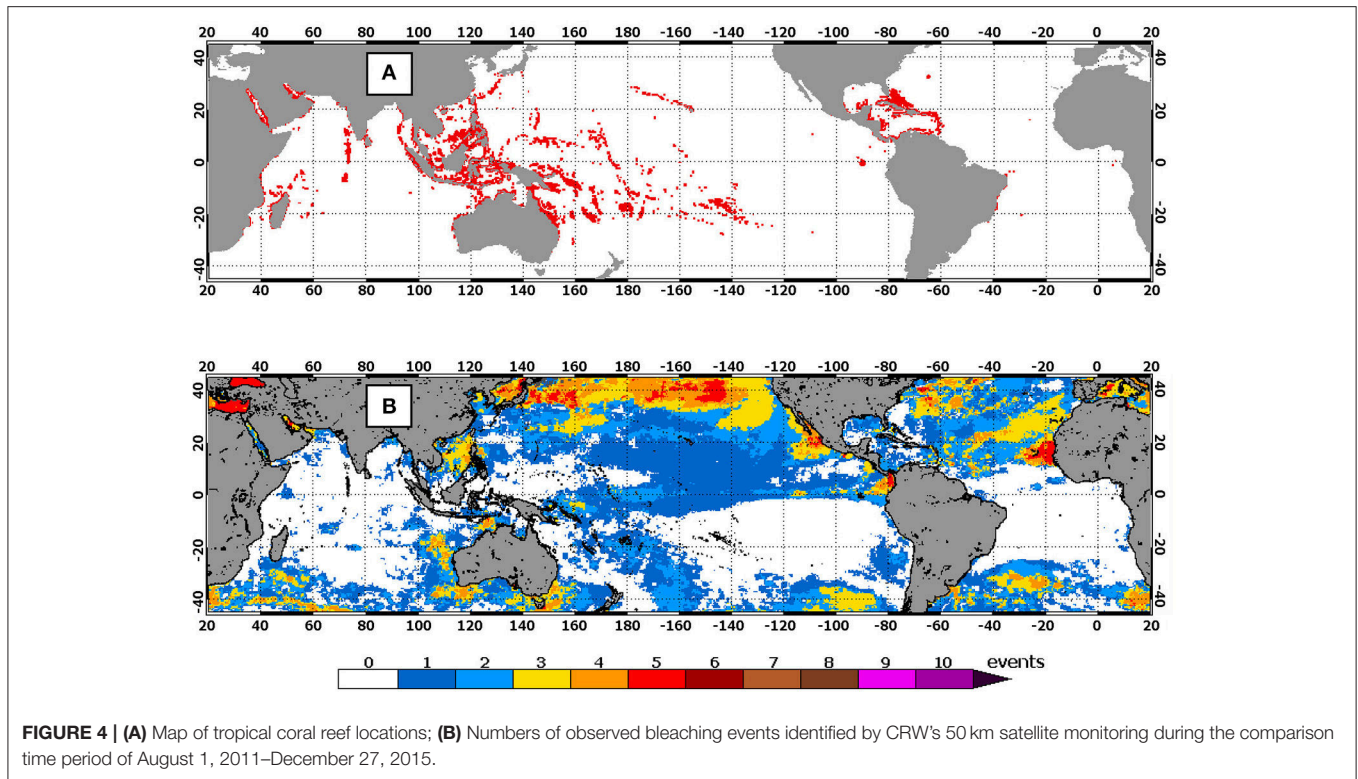 20 40 60 80 100 120 140 160 180 -160 -140 -120 -100 -80 -60 -40 -20 0 20
40 40
A
20 20
0 0
-20 -20
-40 -40
20 40 60 80 100 120 140 160 180 -160 -140 -120 -100 -80 -60 -40 -20 0 20
20 40 60 80 100 120 140 160 180 -160 -140 -120 -100 -80 -60 -40 -20 0 20
40 40
B
20 20
0 0
-20 -20
-40 -40
20 40 60 80 100 120 140 160 180 -160 -140 -120 -100 -80 -60 -40 -20 0 20
0 1 2 3 4 5 6 7 8 9 10 events
FIGURE 4 | (A) Map of tropical coral reef locations; (B) Numbers of observed bleaching events identified by CRW's 50 km satellite monitoring during the comparison
time period of August 1, 2011–December 27, 2015.